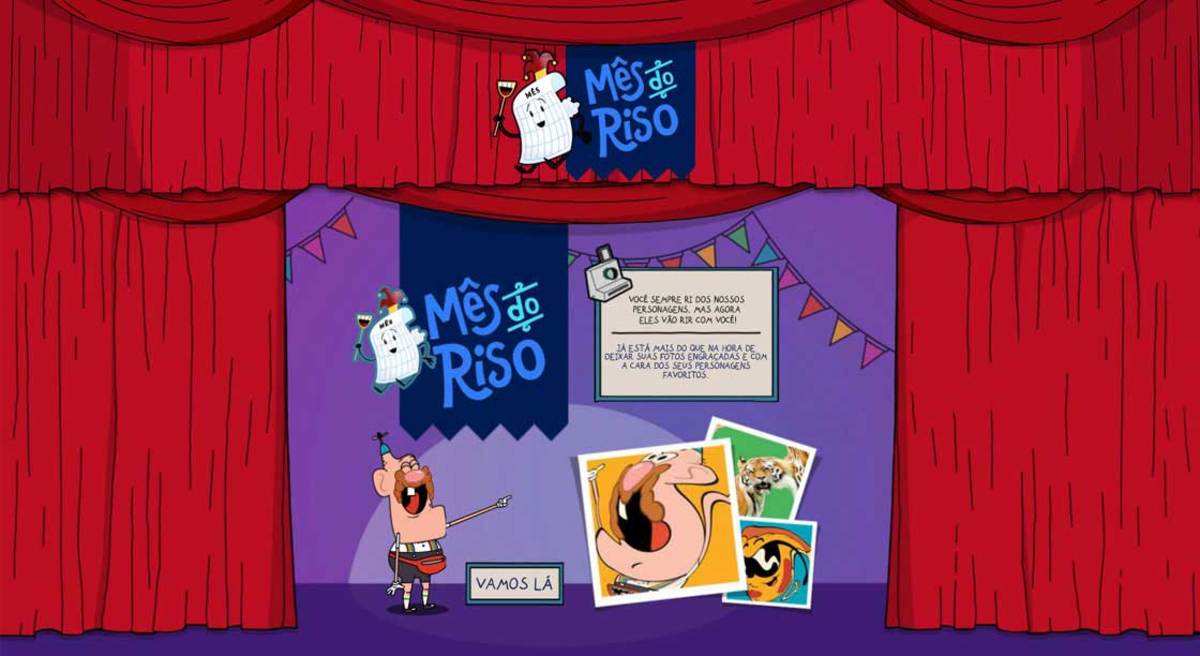 MÊS
Mês do
Riso
VOCÊ SEMPRE RI DOS NOSSOS
PERSONAGENS, MAS AGORA
ELES VÃO RIR COM VOCÊ!
JÁ ESTÁ MAIS DO QUE NA HORA DE
DEIXAR SUAS FOTOS ENGRAÇADAS E COM
A CARA DOS SEUS PERSONAGENS
FAVORITOS.
MÊS
Mês do
Riso
VAMOS LÁ